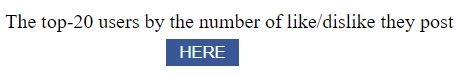 The top-20 users by the number of like/dislike they post
HERE